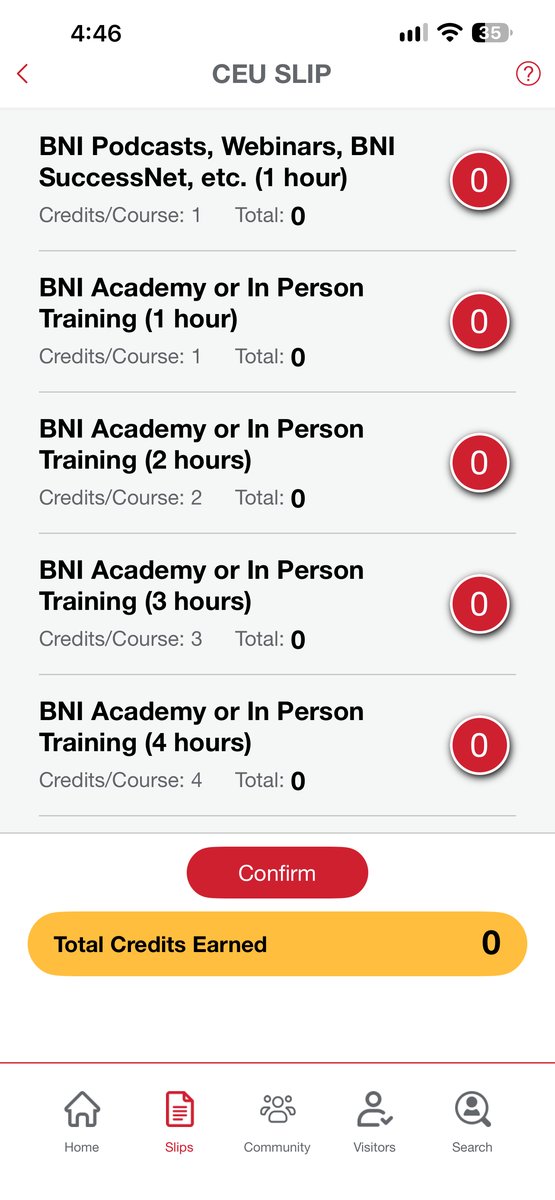 4:46
35
CEU SLIP
?
BNI Podcasts, Webinars, BNI
SuccessNet, etc. (1 hour)
0
Credits/Course: 1 Total: 0
BNI Academy or In Person
Training (1 hour)
0
Credits/Course: 1 Total: 0
BNI Academy or In Person
Training (2 hours)
0
Credits/Course: 2 Total: 0
BNI Academy or In Person
Training (3 hours)
0
Credits/Course: 3 Total: 0
BNI Academy or In Person
Training (4 hours)
0
Credits/Course: 4 Total: 0
Confirm
Total Credits Earned 0
Home Slips Community Visitors Search